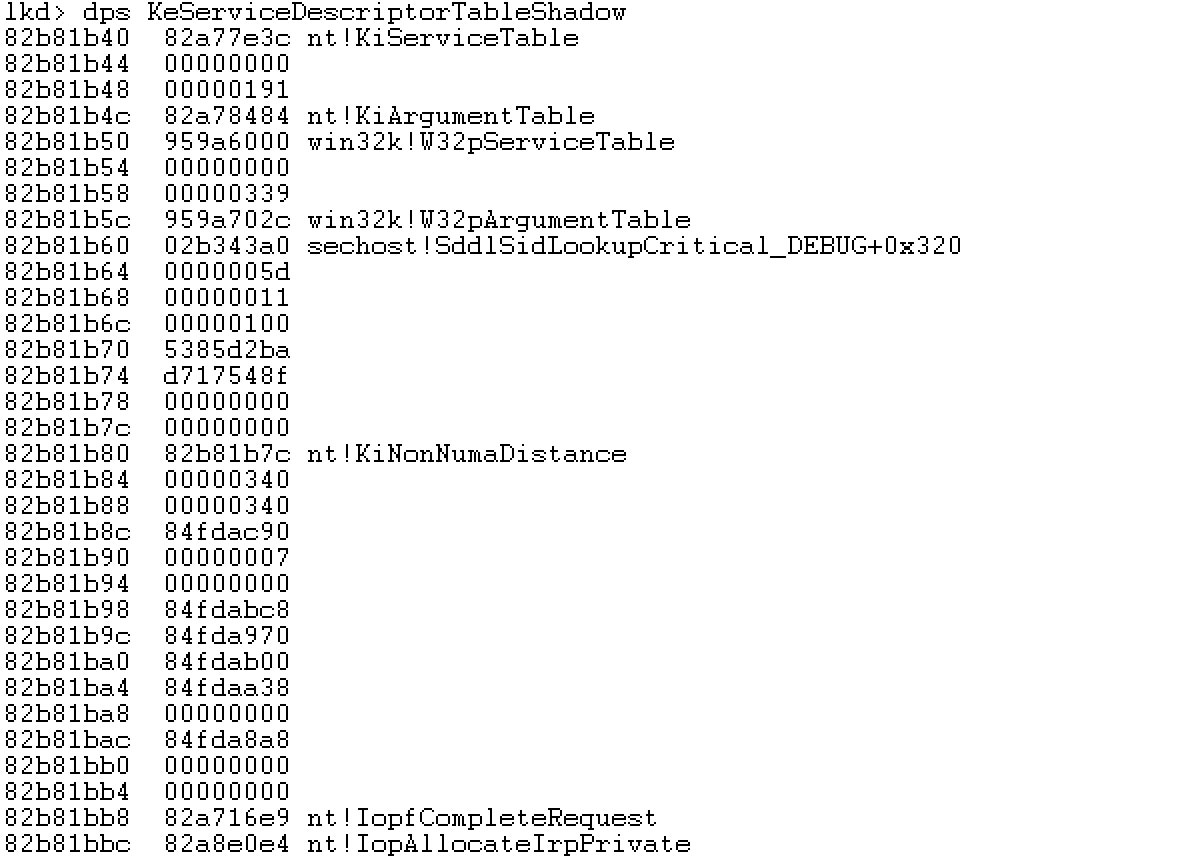 lkd> dps KeServiceDescriptorTableShadow
82b81b40  82a77e3c nt!KiServiceTable
82b81b44  00000000
82b81b48  00000191
82b81b4c  82a78484 nt!KiArgumentTable
82b81b50  959a6000 win32k!W32pServiceTable
82b81b54  00000000
82b81b58  00000339
82b81b5c  959a702c win32k!W32pArgumentTable
82b81b60  02b343a0 sechost!SddlSidLookupCritical_DEBUG+0x320
82b81b64  0000005d
82b81b68  00000011
82b81b6c  00000100
82b81b70  5385d2ba
82b81b74  d717548f
82b81b78  00000000
82b81b7c  00000000
82b81b80  82b81b7c nt!KiNonNumaDistance
82b81b84  00000340
82b81b88  00000340
82b81b8c  84fdac90
82b81b90  00000007
82b81b94  00000000
82b81b98  84fdabc8
82b81b9c  84fda970
82b81ba0  84fdab00
82b81ba4  84fdaa38
82b81ba8  00000000
82b81bac  84fda8a8
82b81bb0  00000000
82b81bb4  00000000
82b81bb8  82a716e9 nt!IopfCompleteRequest
82b81bbc  82a8e0e4 nt!IopAllocateIrpPrivate